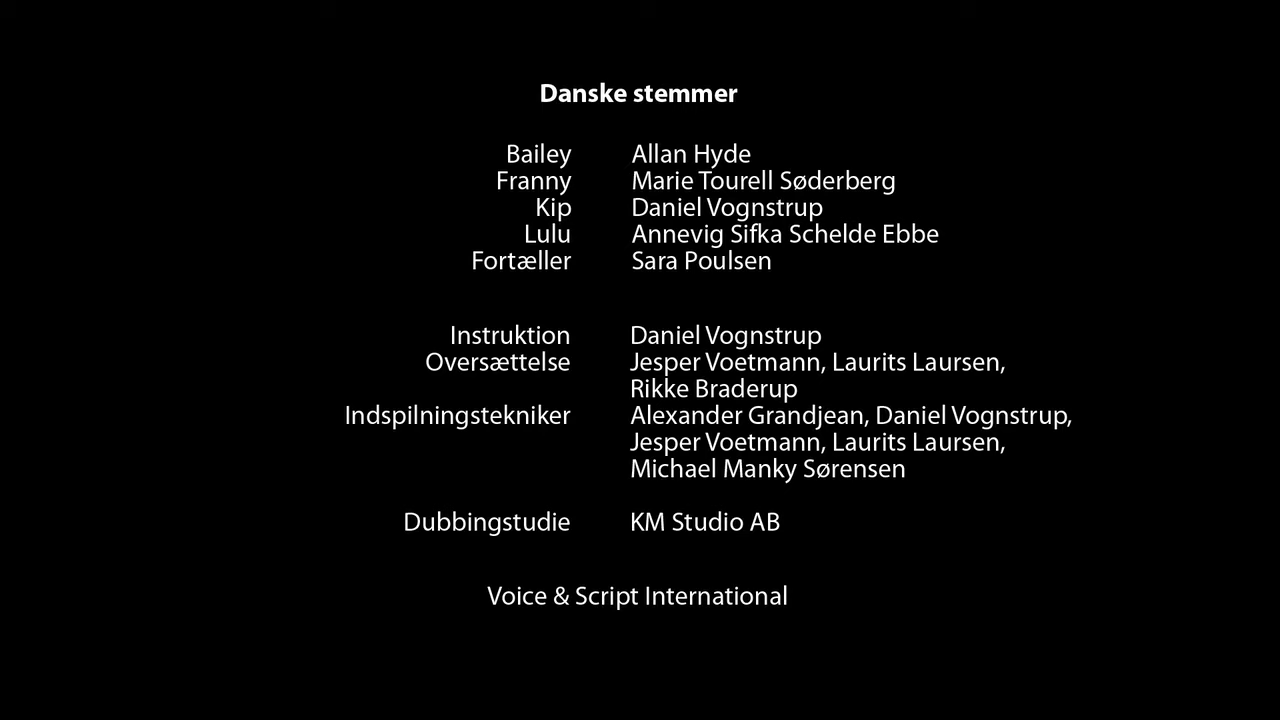 Danske stemmer
Bailey Allan Hyde
Franny Marie Tourell Søderberg
Kip Daniel Vognstrup
Lulu Annevig Sifka Schelde Ebbe
Fortæller Sara Poulsen
Instruktion Daniel Vognstrup
Oversættelse Jesper Voetmann, Laurits Laursen,
Rikke Braderup
Indspilningstekniker Alexander Grandjean, Daniel Vognstrup,
Jesper Voetmann, Laurits Laursen,
Michael Manky Sørensen
Dubbingstudie KM Studio AB
Voice & Script International